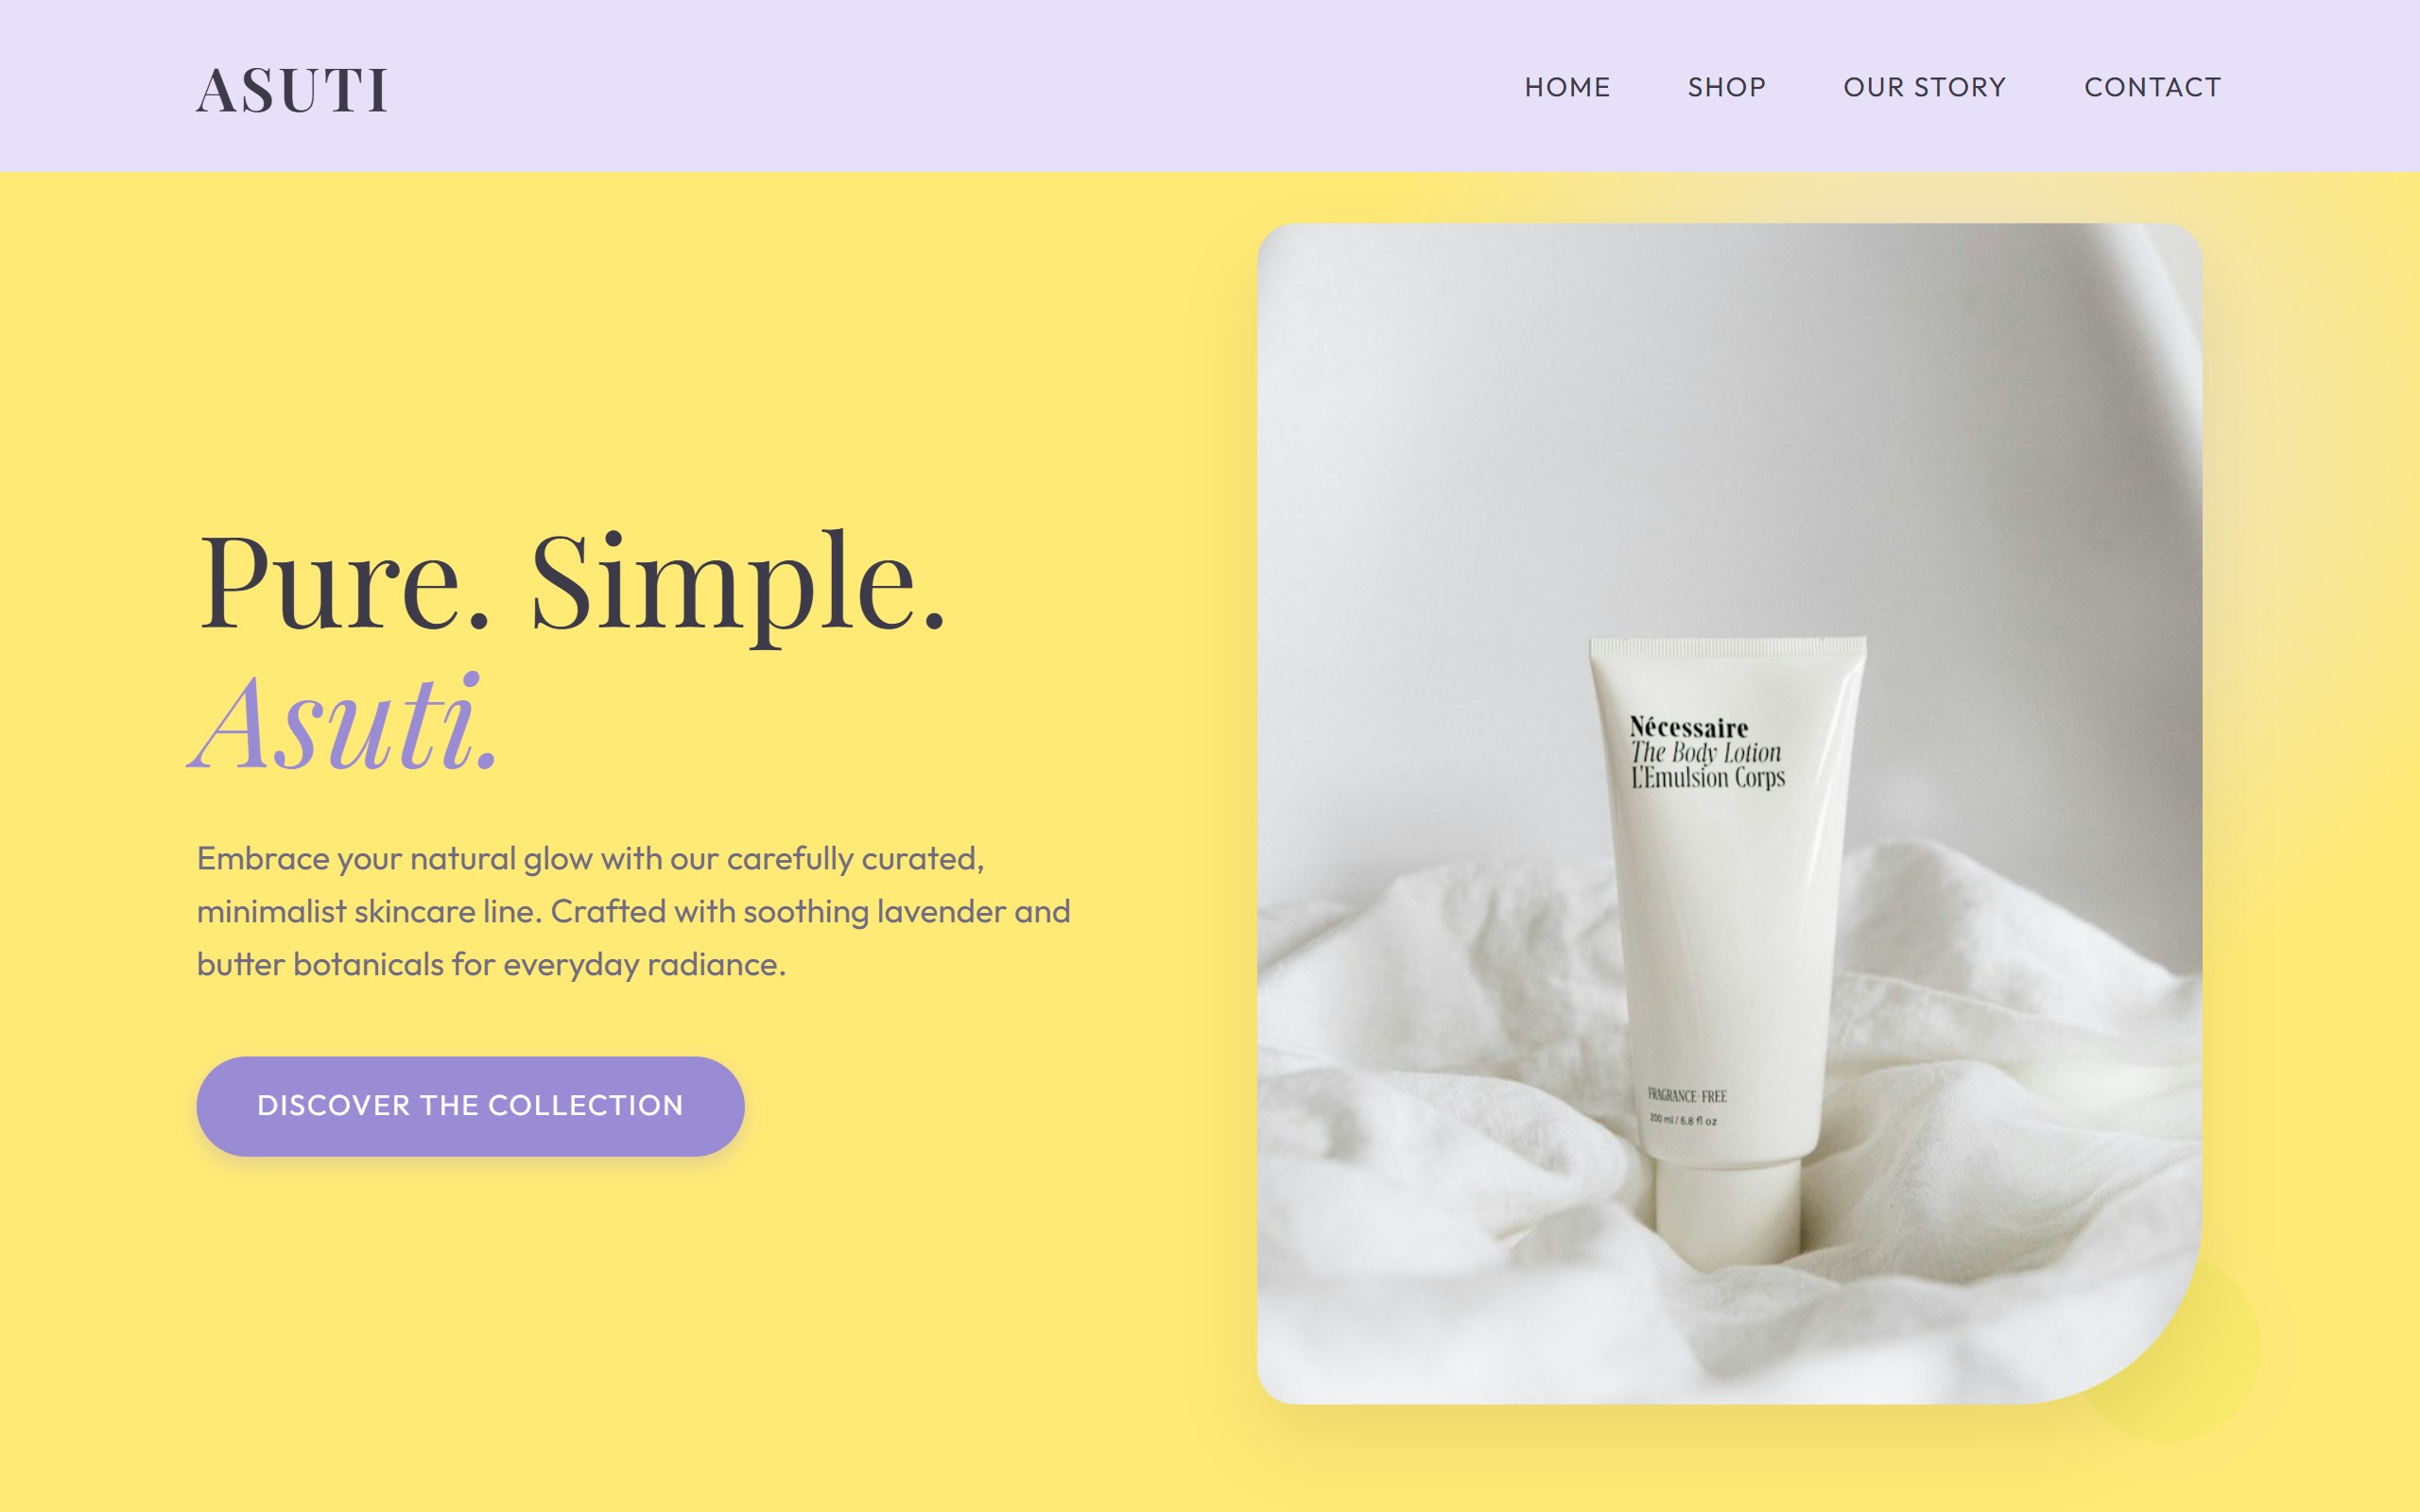 ASUTI
HOME SHOP OUR STORY CONTACT
Pure. Simple.
Asuti.
Embrace your natural glow with our carefully curated,
minimalist skincare line. Crafted with soothing lavender and
butter botanicals for everyday radiance.
DISCOVER THE COLLECTION
Nécessaire
The Body Lotion
L'Emulsion Corps
FRAGRANCE-FREE
200 ml / 6.8 fl oz